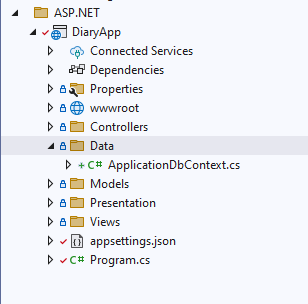 ASP.NET
DiaryApp
Connected Services
Dependencies
Properties
wwwroot
Controllers
Data
C# ApplicationDbContext.cs
Models
Presentation
Views
appsettings.json
C# Program.cs